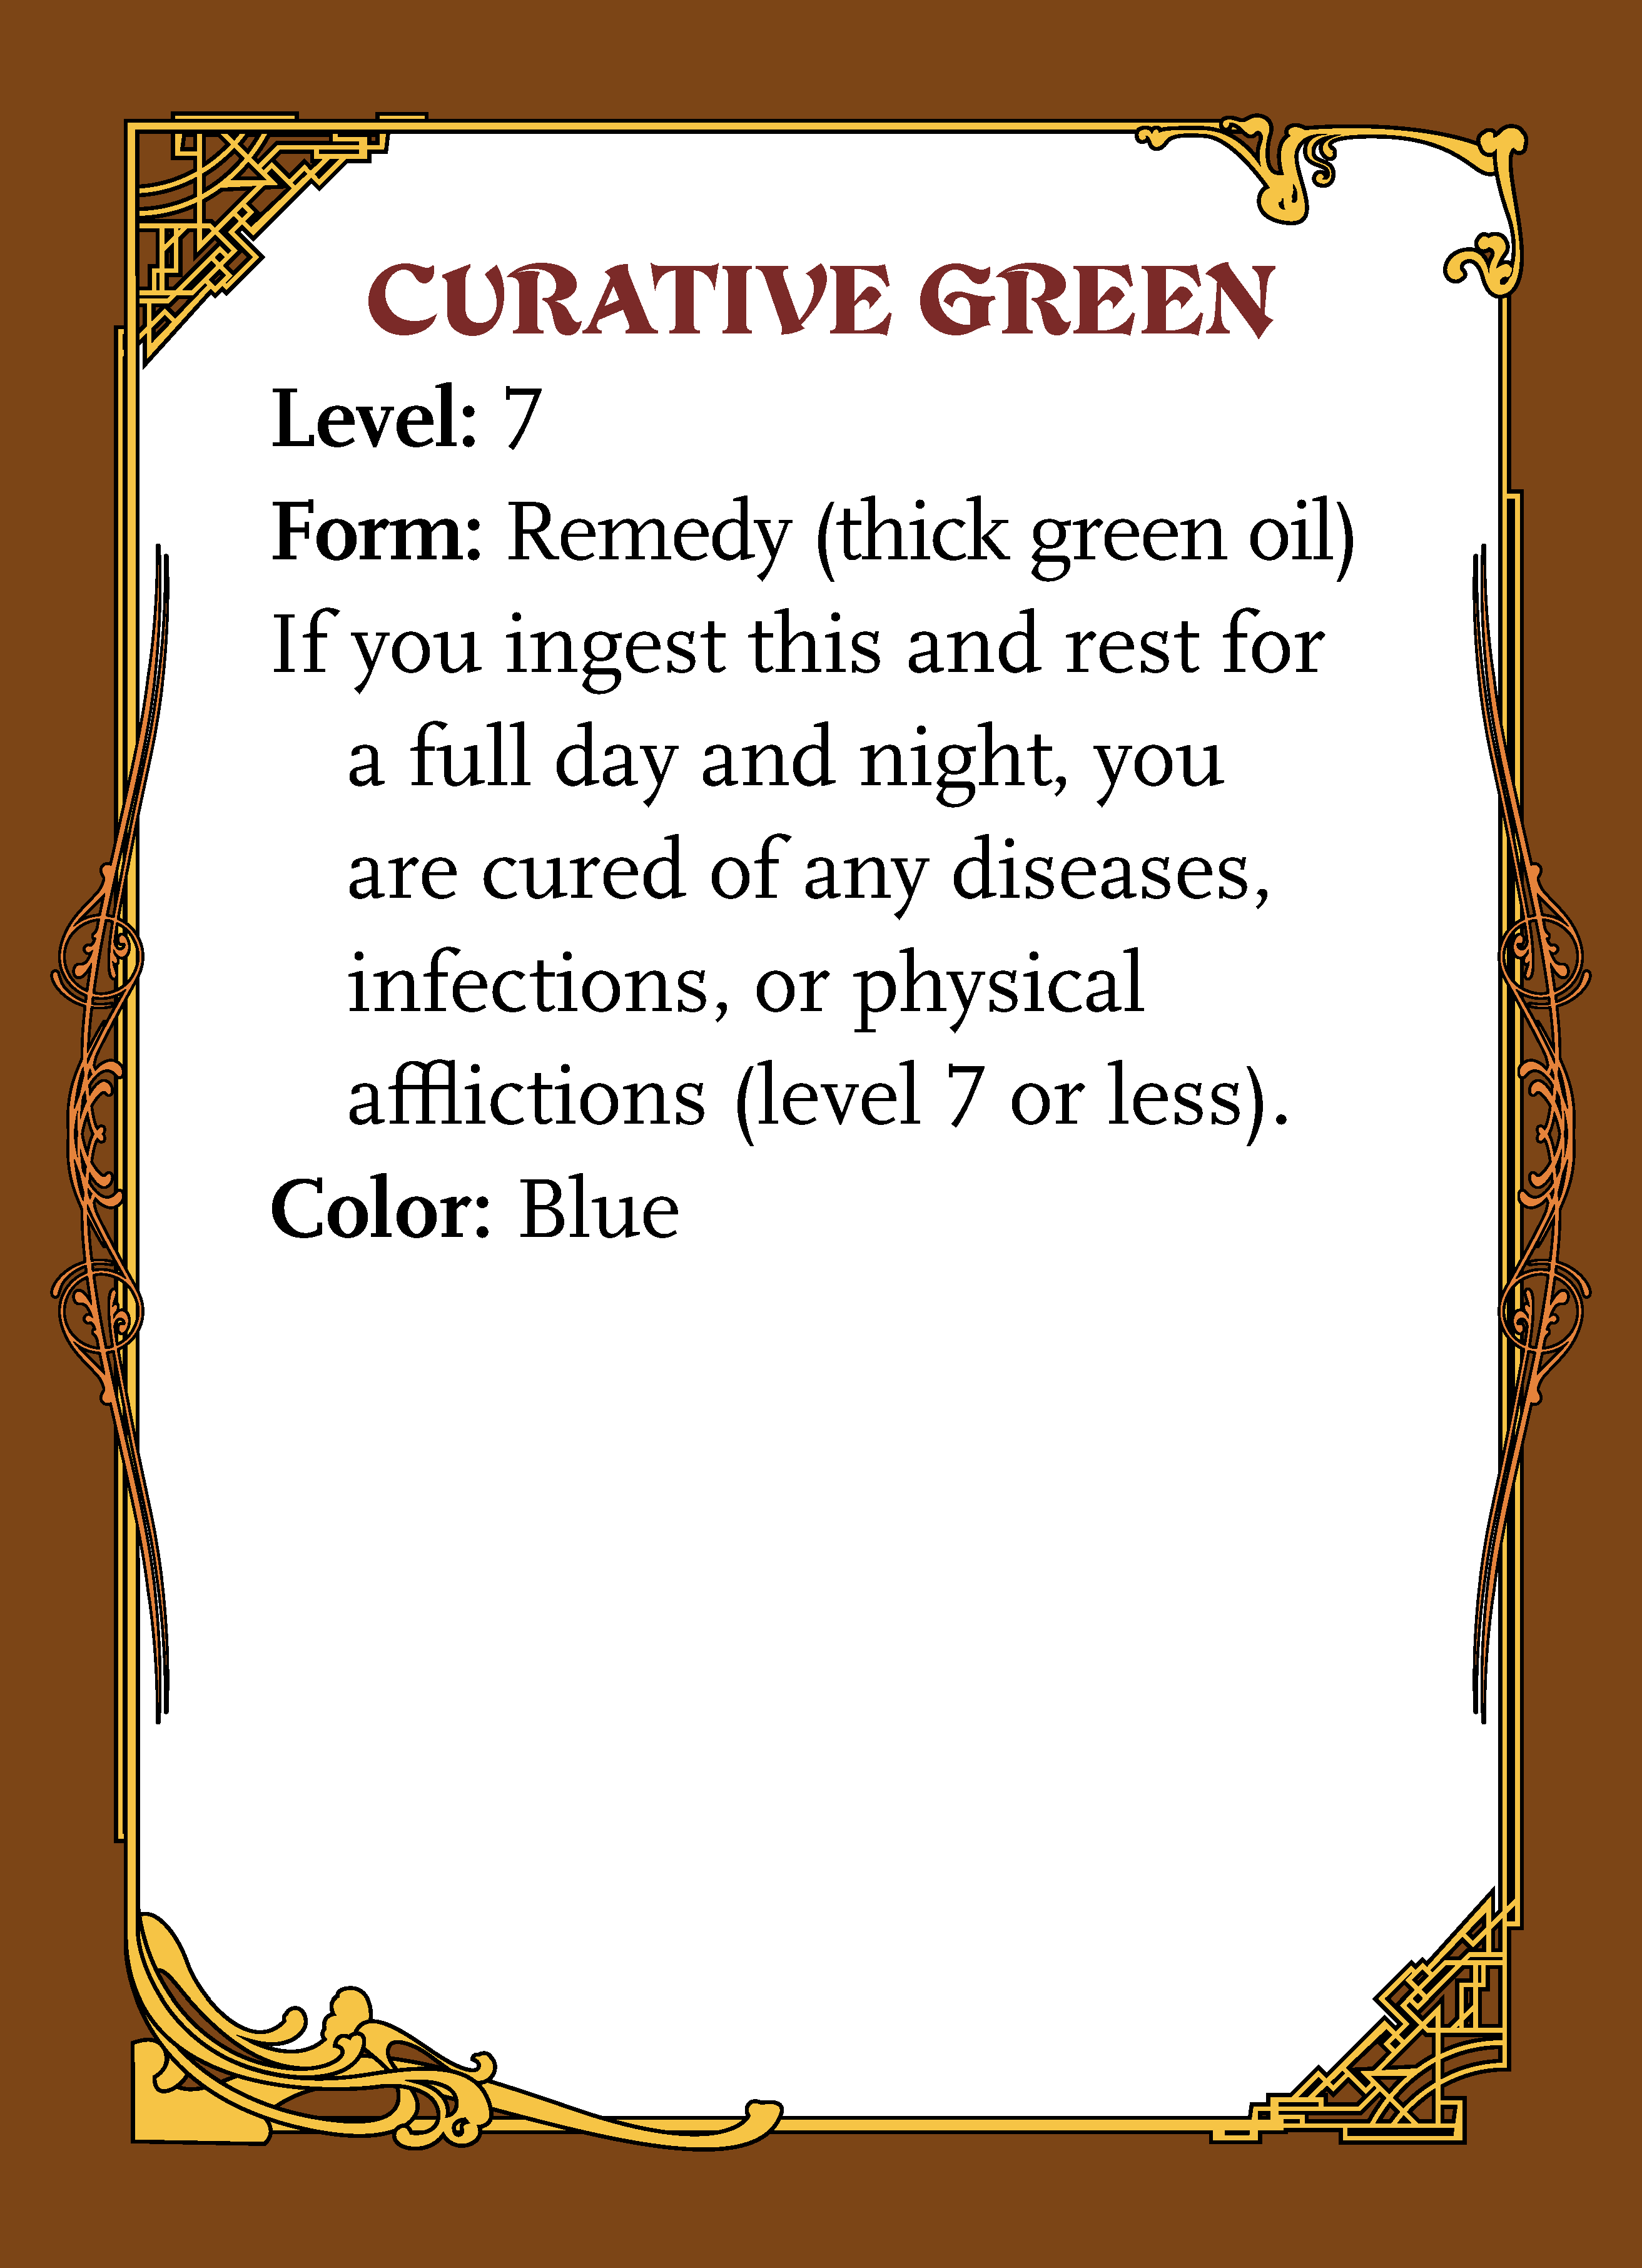 CURATIVE GREEN
Level: 7
Form: Remedy (thick green oil)
If you ingest this and rest for
a full day and night, you
are cured of any diseases,
infections, or physical
afflictions (level 7 or less).
Color: Blue